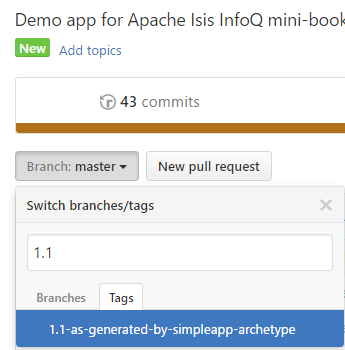 Demo app for Apache Isis InfoQ mini-book
New Add topics
43 commits
Branch: master New pull request
Switch branches/tags
1.1
Branches Tags
1.1-as-generated-by-simpleapp-archetype